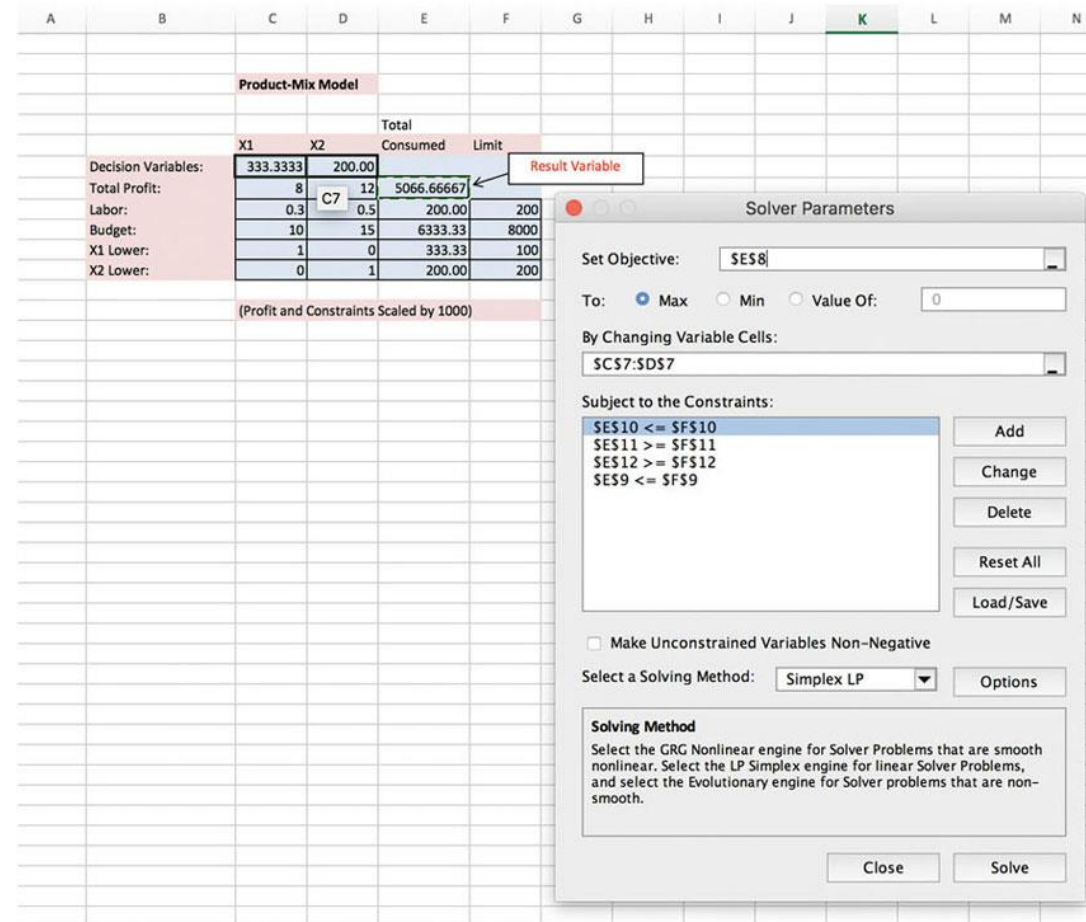 A B C D E F G H I J K L M N
Product-Mix Model
Total
X1 X2 Consumed Limit
Decision Variables: 333.3333 200.00
Result Variable
Total Profit: 8 12 5066.66667
C7
Labor: 0.3 0.5 200.00 200
Budget: 10 15 6333.33 8000
X1 Lower: 1 0 333.33 100
X2 Lower: 0 1 200.00 200
(Profit and Constraints Scaled by 1000)
Solver Parameters
Set Objective: $E$8
To: Max Min Value Of: 0
By Changing Variable Cells:
$C$7:$D$7
Subject to the Constraints:
$E$10 <= $F$10
$E$11 >= $F$11
$E$12 >= $F$12
$E$9 <= $F$9
Add
Change
Delete
Reset All
Load/Save
Make Unconstrained Variables Non-Negative
Select a Solving Method: Simplex LP Options
Solving Method
Select the GRG Nonlinear engine for Solver Problems that are smooth
nonlinear. Select the LP Simplex engine for linear Solver Problems,
and select the Evolutionary engine for Solver problems that are non-
smooth.
Close Solve